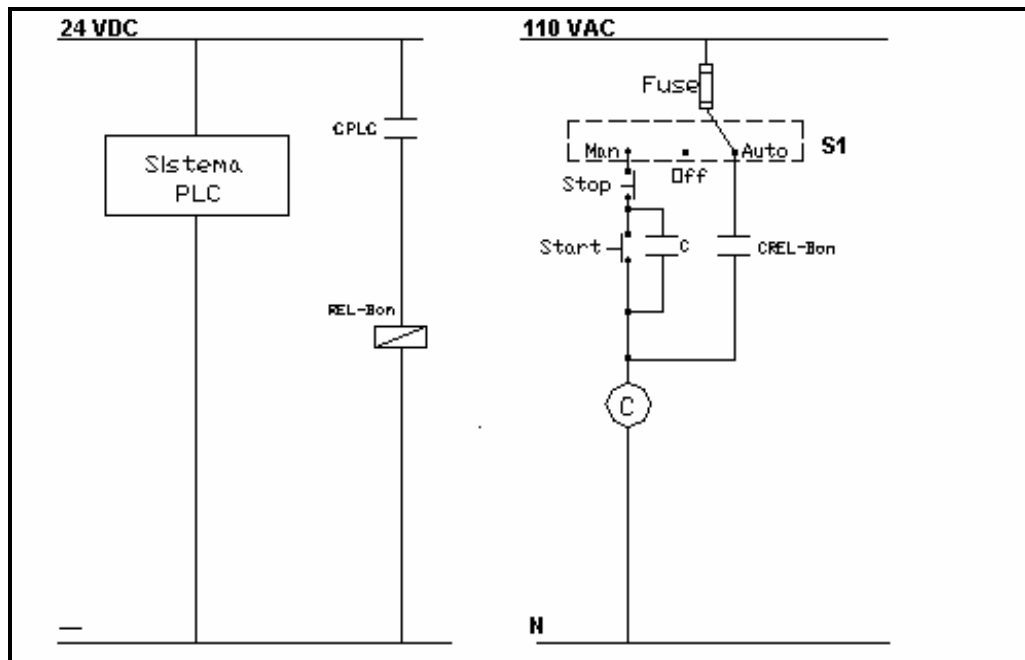 24 VDC
CPLC
Sistema
PLC
REL-Bon
—
110 VAC
Fuse
S1
Man
Off
Auto
Stop
Start
C
CREL-Bon
C
N